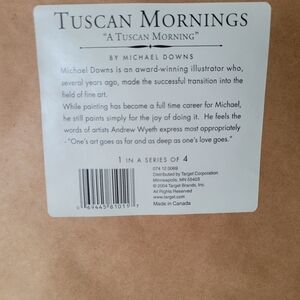 TUSCAN MORNINGS
"A TUSCAN MORNING"
BY MICHAEL DOWNS
Michael Downs is an award-winning illustrator who,
several years ago, made the successful transition into the
field of fine art.
While painting has become a full time career for Michael,
he still paints simply for the joy of doing it. He feels the
words of artists Andrew Wyeth express most appropriately
- "One's art goes as far and as deep as one's love goes."
1 IN A SERIES OF 4
074 12 0069
Distributed by Target Corporation
Minneapolis, MN 55403
© 2004 Target Brands, Inc.
All Rights Reserved
www.target.com
Made in Canada